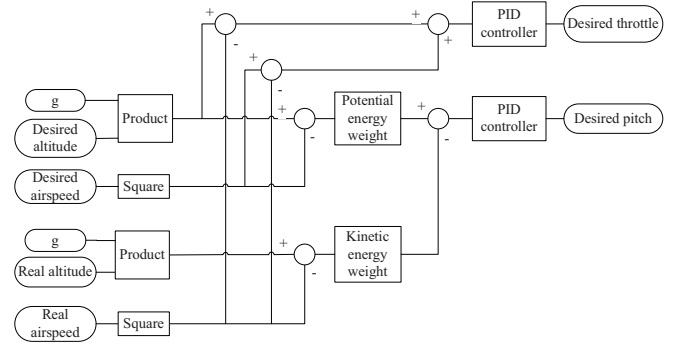 +
-
+
+
PID
controller
Desired throttle
+
-
g
Desired
altitude
Product
+
-
Potential
energy
weight
+
-
PID
controller
Desired pitch
Desired
airspeed
Square
g
Real altitude
Product
+
-
Kinetic
energy
weight
Real
airspeed
Square